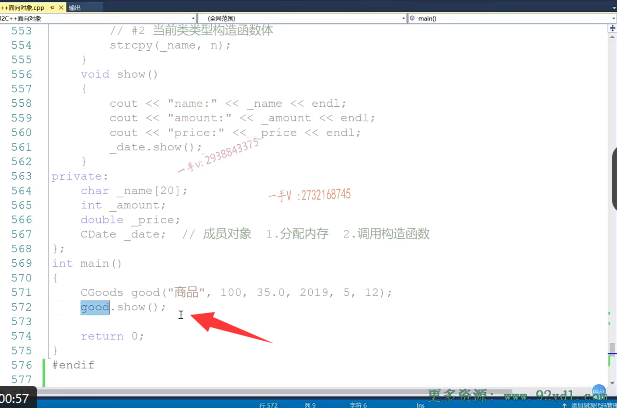 ++面向对象.cpp 输出
(全局范围) main()
553 // #2 当前类类型构造函数体
554 strcpy(_name, n);
555 }
556 void show()
557 {
558 cout << "name:" << _name << endl;
559 cout << "amount:" << _amount << endl;
560 cout << "price:" << _price << endl;
561 _date.show();
562 }
一手v:2938843375
563 private:
564 char _name[20];
一手V :2732168745
565 int _amount;
566 double _price;
567 CDate _date; // 成员对象 1.分配内存 2.调用构造函数
568 };
569 int main()
570 {
571 CGoods good("商品", 100, 35.0, 2019, 5, 12);
572 good.show();
573
574 return 0;
575 }
576 #endif
577
00:57
更多资源:
行 572 列 9 字符 6 Ins